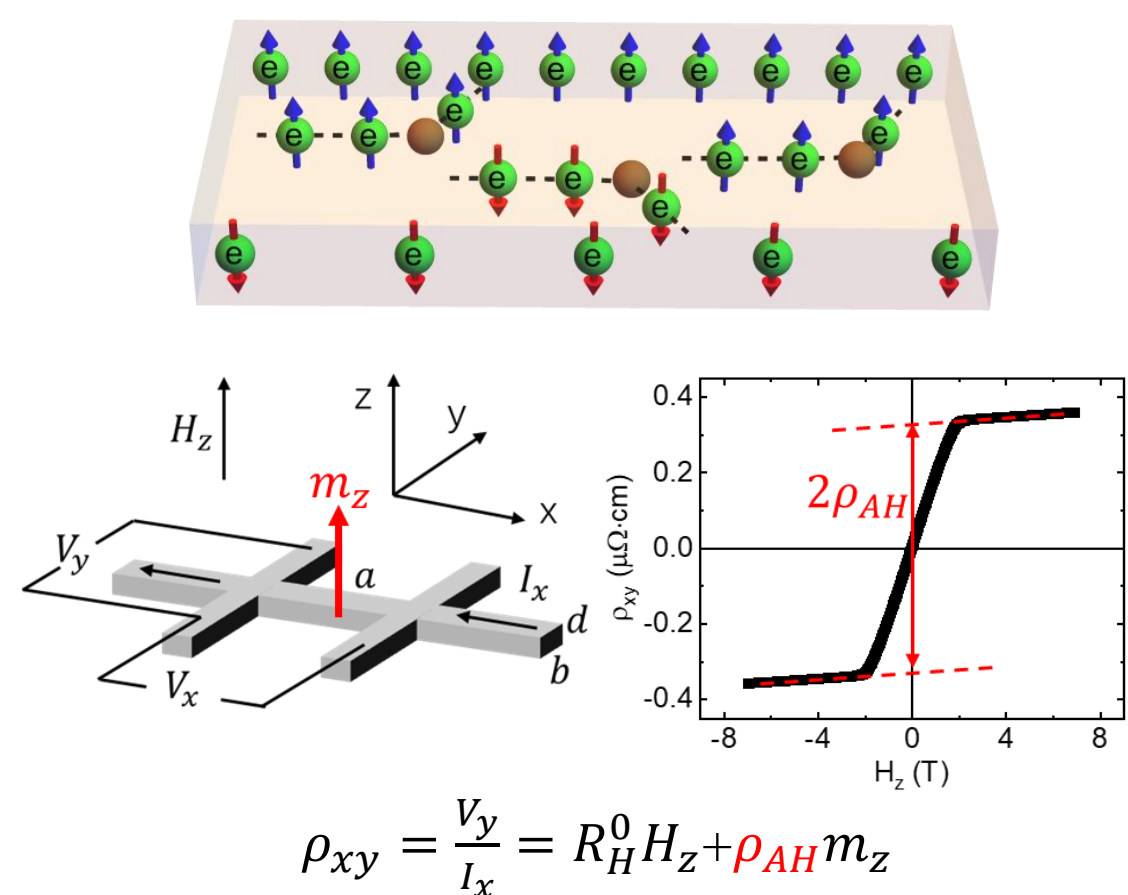 e e e e e e e e e e
e e e e e e
e e e e
e e e e e
H_z
z
y
x
m_z
V_y
a
I_x
d
b
V_x
0.4
0.2
0.0
-0.2
-0.4
ρ_xy (μΩ·cm)
2ρ_AH
-8 -4 0 4 8
H_z (T)
ρ_xy = V_y/I_x = R_H^0 H_z+ρ_AH m_z